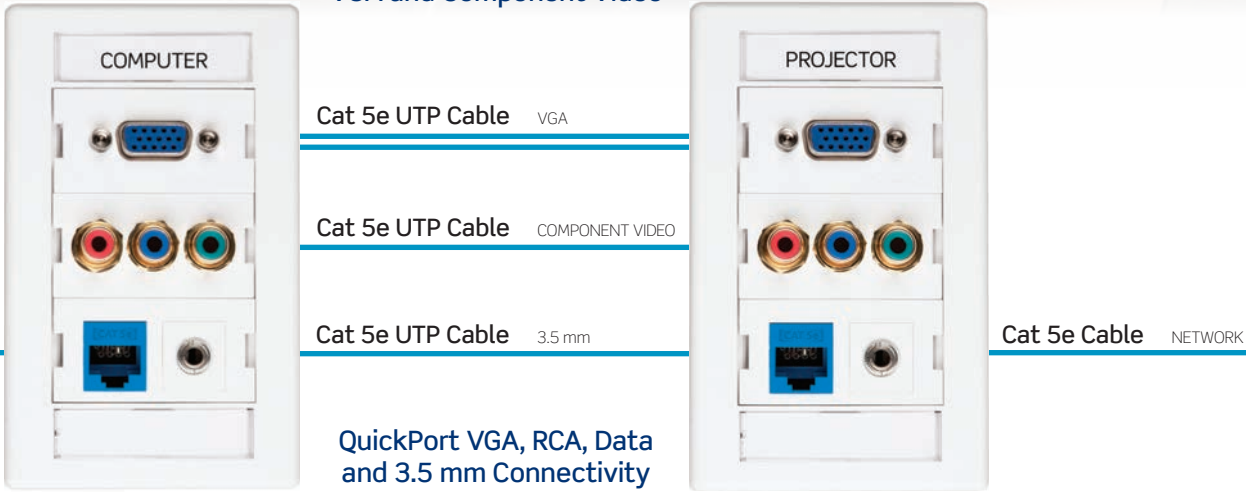 COMPUTER
PROJECTOR
Cat 5e UTP Cable VGA
Cat 5e UTP Cable COMPONENT VIDEO
Cat 5e UTP Cable 3.5 mm
Cat 5e Cable NETWORK
QuickPort VGA, RCA, Data
and 3.5 mm Connectivity